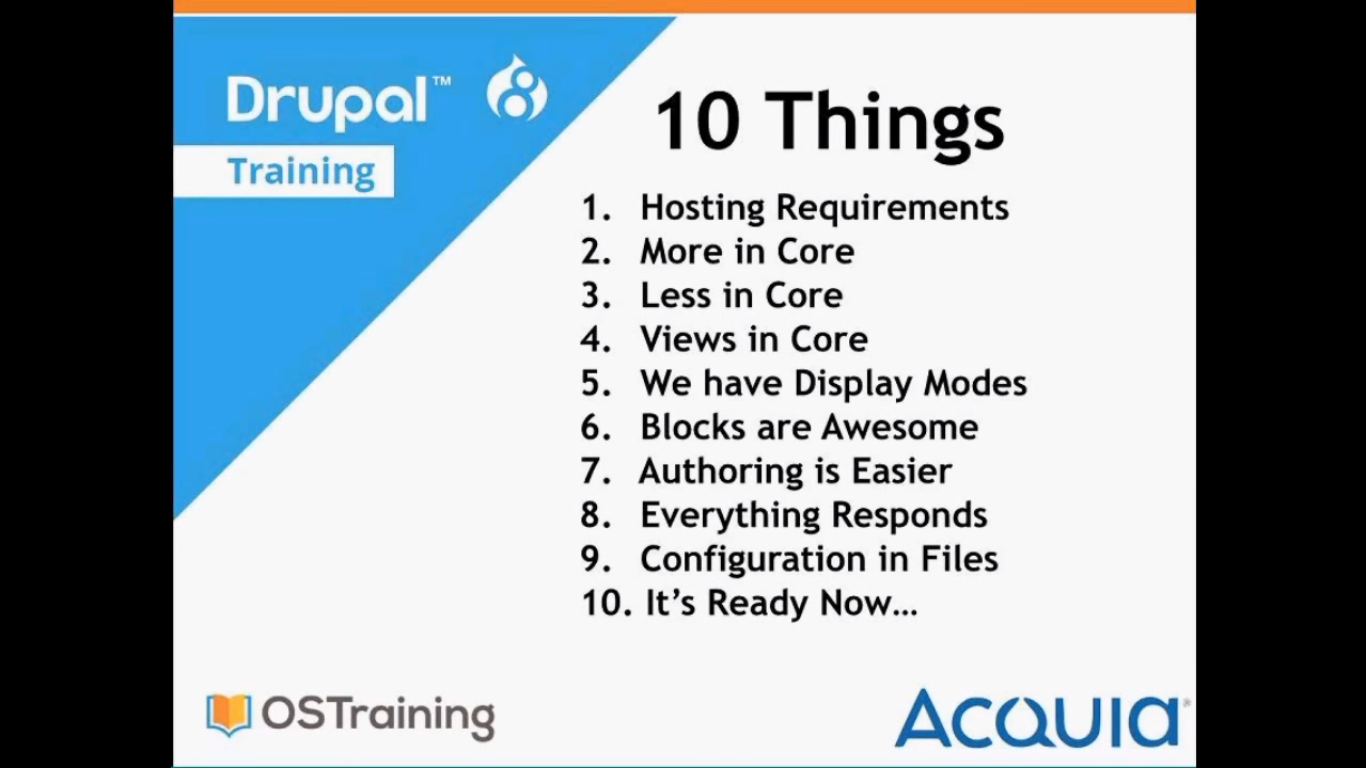 Drupal™ 8
Training
10 Things
1. Hosting Requirements
2. More in Core
3. Less in Core
4. Views in Core
5. We have Display Modes
6. Blocks are Awesome
7. Authoring is Easier
8. Everything Responds
9. Configuration in Files
10. It’s Ready Now...
OSTraining
ACQUIA®